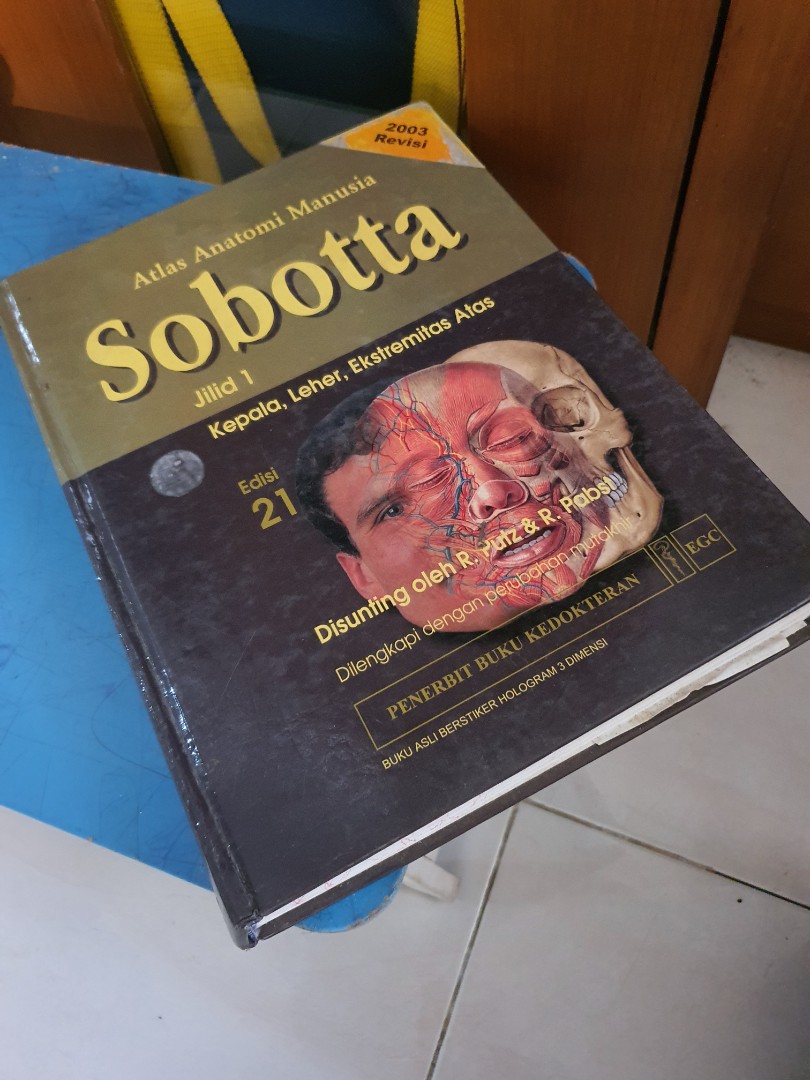 2003
Revisi
Atlas Anatomi Manusia
Sobotta
Jilid 1
Kepala, Leher, Ekstremitas Atas
Edisi
21
Disunting oleh R. Putz & R. Pabst
Dilengkapi dengan perubahan mutakhir
PENERBIT BUKU KEDOKTERAN
EGC
BUKU ASLI BERSTIKER HOLOGRAM 3 DIMENSI